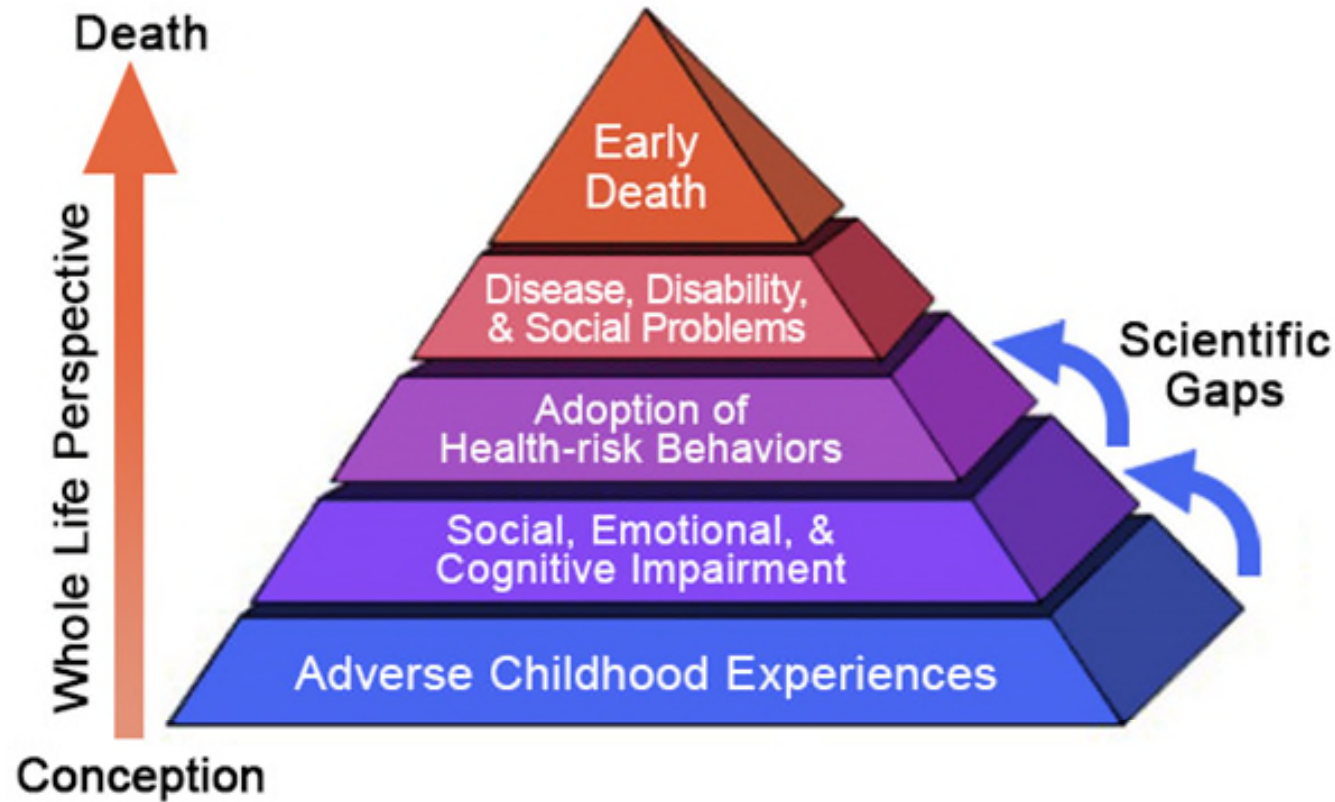 Death
Whole Life Perspective
Conception
Early
Death
Disease, Disability,
& Social Problems
Adoption of
Health-risk Behaviors
Social, Emotional, &
Cognitive Impairment
Adverse Childhood Experiences
Scientific
Gaps